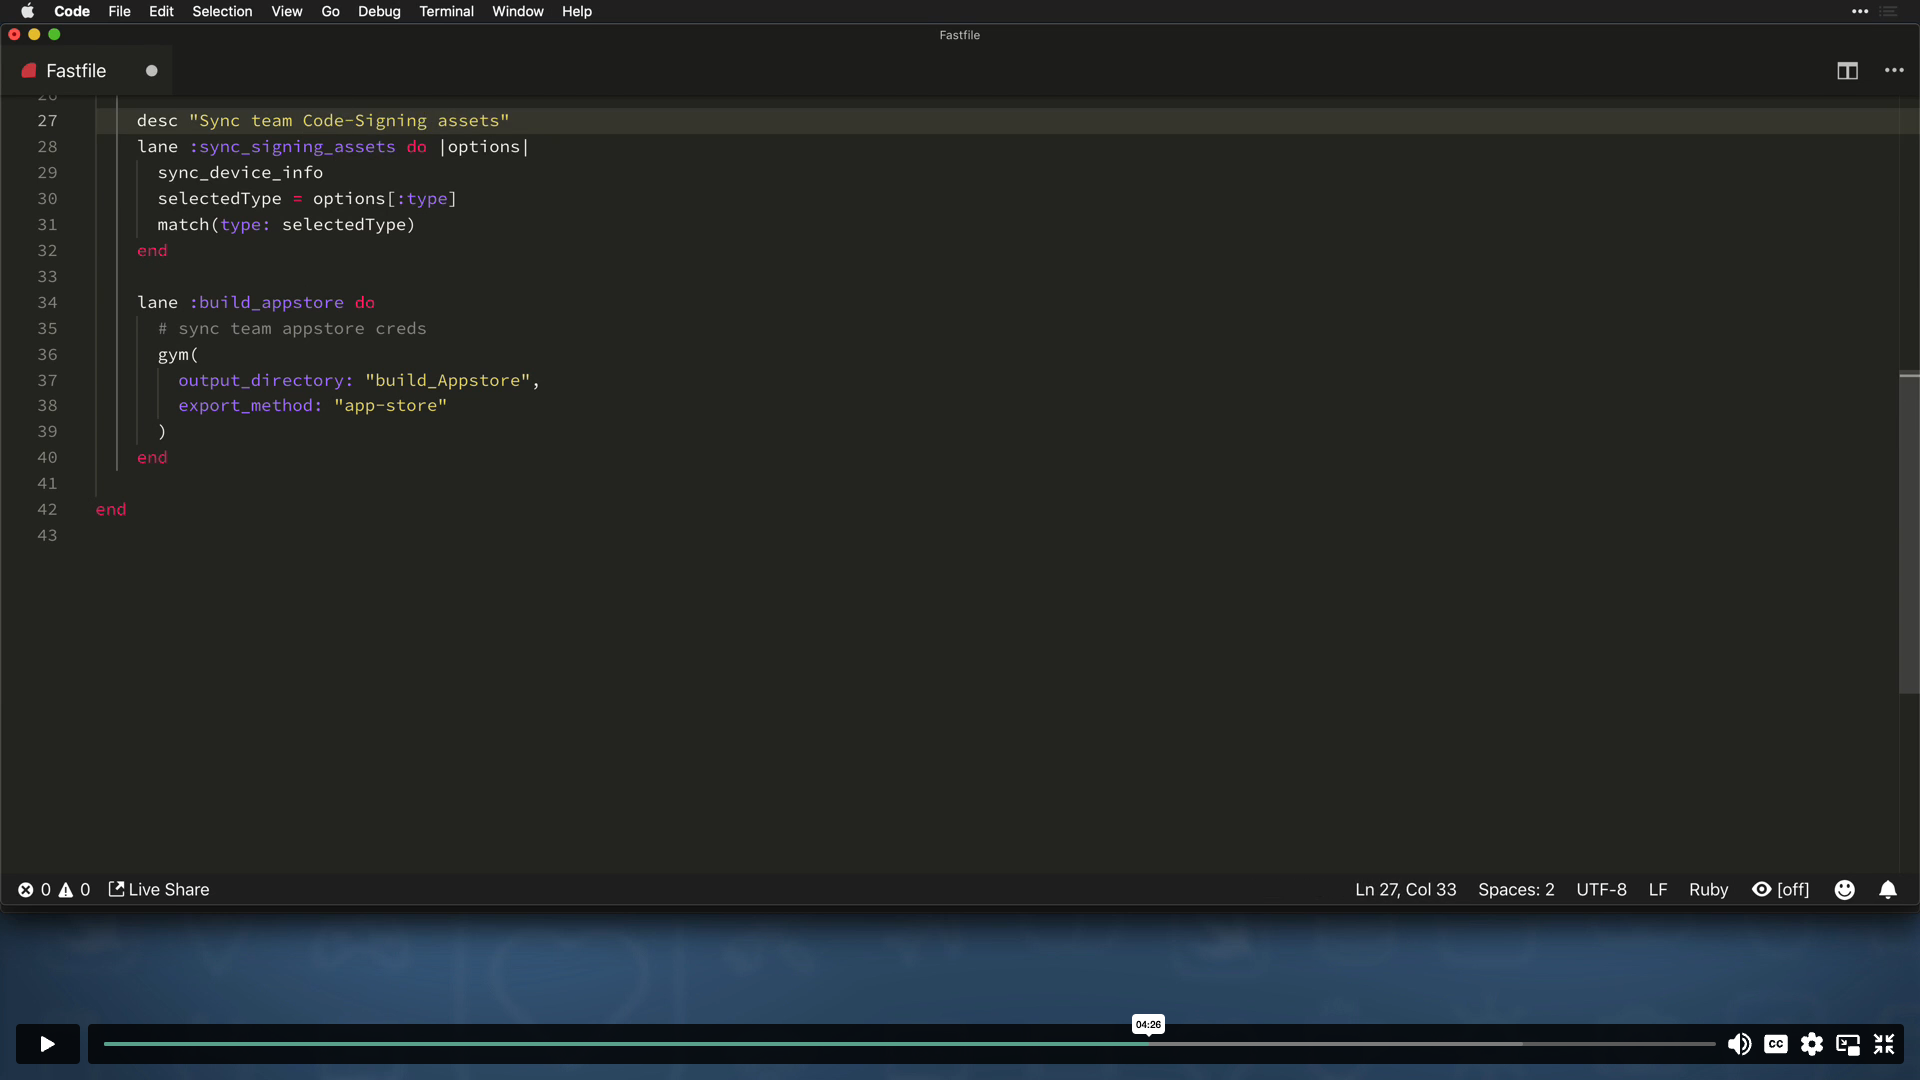 Code File Edit Selection View Go Debug Terminal Window Help
Fastfile
Fastfile
26
27 desc "Sync team Code-Signing assets"
28 lane :sync_signing_assets do |options|
29 sync_device_info
30 selectedType = options[:type]
31 match(type: selectedType)
32 end
33
34 lane :build_appstore do
35 # sync team appstore creds
36 gym(
37 output_directory: "build_Appstore",
38 export_method: "app-store"
39 )
40 end
41
42 end
43
0 0 Live Share Ln 27, Col 33 Spaces: 2 UTF-8 LF Ruby [off]
04:26
CC